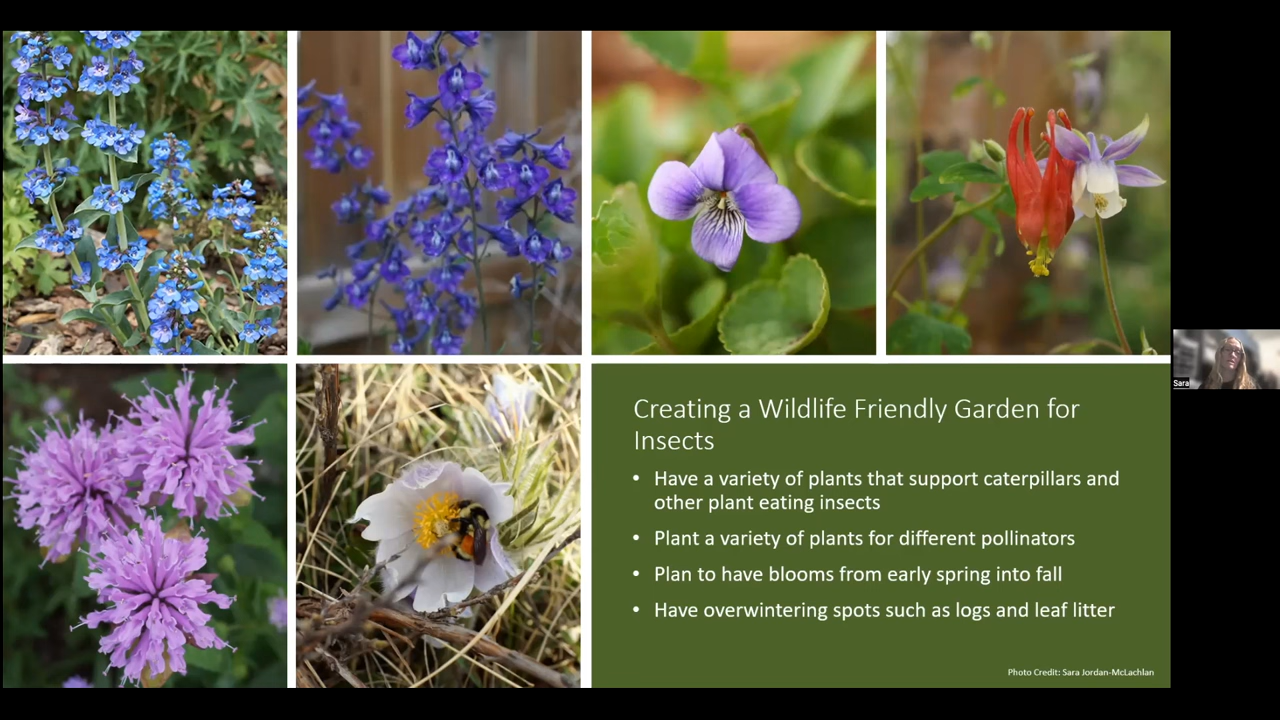 Creating a Wildlife Friendly Garden for
Insects
• Have a variety of plants that support caterpillars and
other plant eating insects
• Plant a variety of plants for different pollinators
• Plan to have blooms from early spring into fall
• Have overwintering spots such as logs and leaf litter
Photo Credit: Sara Jordan-McLachlan
Sara